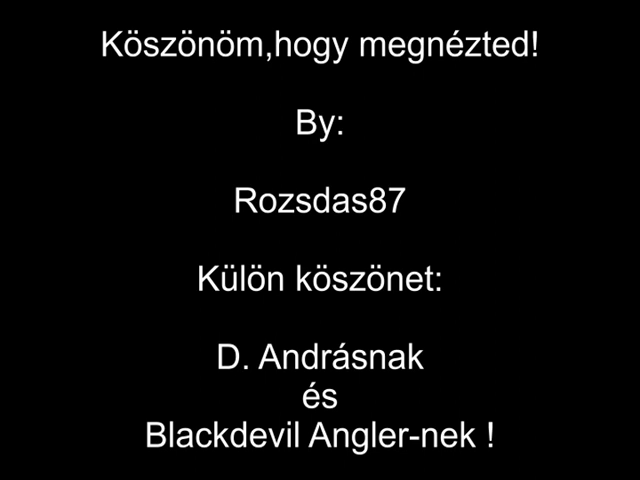 Köszönöm,hogy megnézted!
By:
Rozsdas87
Külön köszönet:
D. Andrásnak
és
Blackdevil Angler-nek !